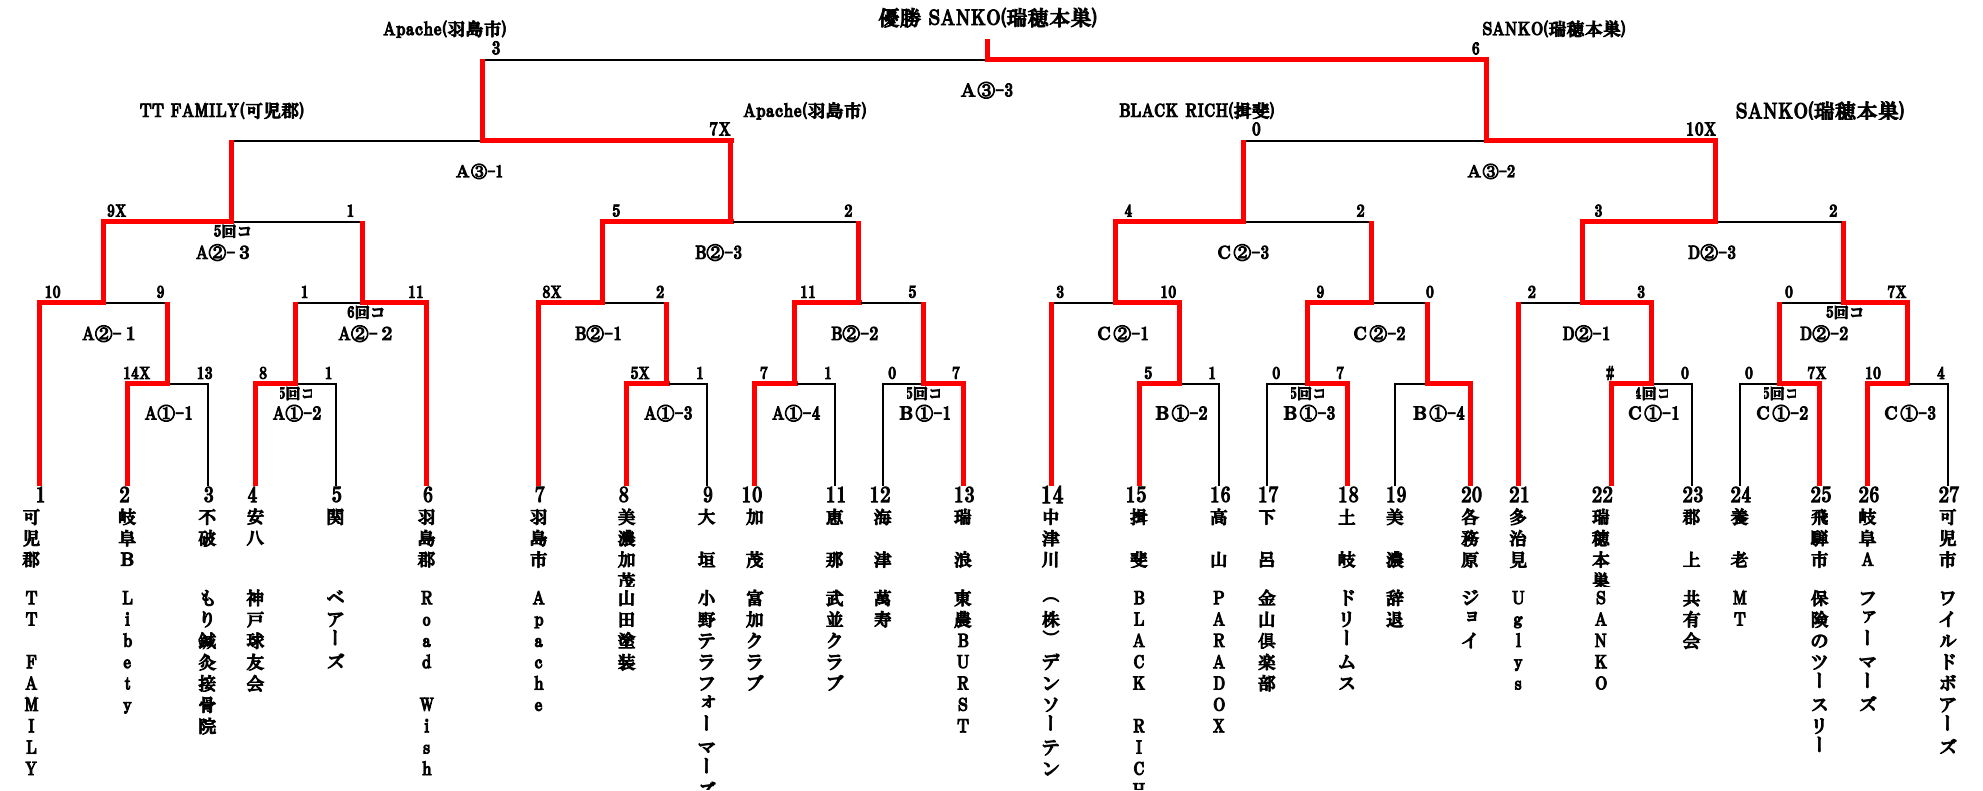 優勝 SANKO(瑞穂本巣)
Apache(羽島市)
SANKO(瑞穂本巣)
3
6
A③-3
TT FAMILY(可児郡)
Apache(羽島市)
BLACK RICH(揖斐)
SANKO(瑞穂本巣)
7X
0
10X
A③-1
A③-2
9X
1
5
2
4
2
3
2
5回コ
A②-3
B②-3
C②-3
D②-3
10
9
1
11
8X
2
11
5
3
10
9
0
2
3
0
7X
6回コ
5回コ
A②-1
A②-2
B②-1
B②-2
C②-1
C②-2
D②-1
D②-2
14X
13
8
1
5X
1
7
1
0
7
5
1
0
7
#
0
0
7X
10
4
5回コ
5回コ
5回コ
4回コ
5回コ
A①-1
A①-2
A①-3
A①-4
B①-1
B①-2
B①-3
B①-4
C①-1
C①-2
C①-3
1
2
3
4
5
6
7
8
9
10
11
12
13
14
15
16
17
18
19
20
21
22
23
24
25
26
27
可児郡 TT FAMILY
岐阜B Libety
不破 もり鍼灸接骨院
安八 神戸球友会
関 ベアーズ
羽島郡 Road Wish
羽島市 Apache
美濃加茂山田塗装
大垣 小野テラフォーマーズ
加茂 富加クラブ
恵那 武並クラブ
海津 萬寿
瑞浪 東農BURST
中津川 (株)デンソーテン
揖斐 BLACK RICH
高山 PARADOX
下呂 金山倶楽部
土岐 ドリームス
美濃 辞退
各務原 ジョイ
多治見 Uglys
瑞穂本巣SANKO
郡上 共有会
養老 MT
飛騨市 保険のツースリー
岐阜A ファーマーズ
可児市 ワイルドボアーズ